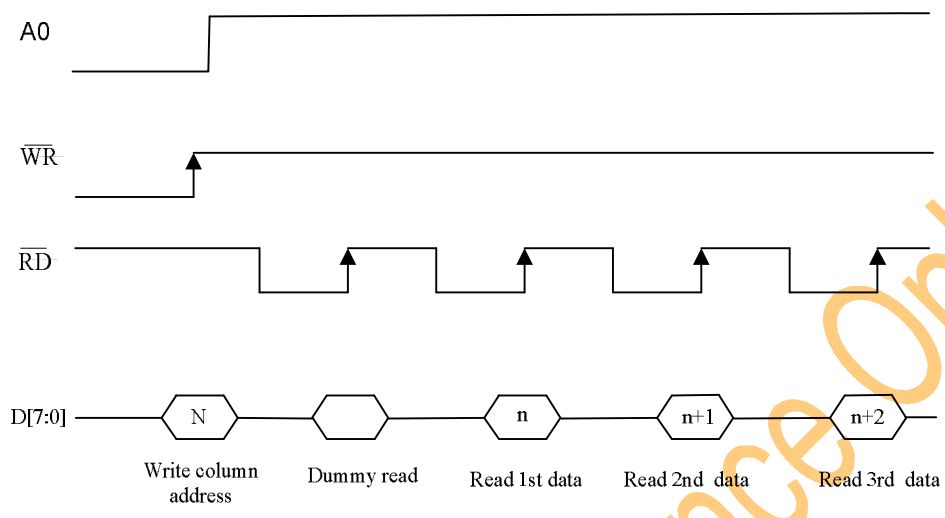 A0
WR
RD
D[7:0]
N
n
n+1
n+2
Write column
address
Dummy read
Read 1st data
Read 2nd data
Read 3rd data